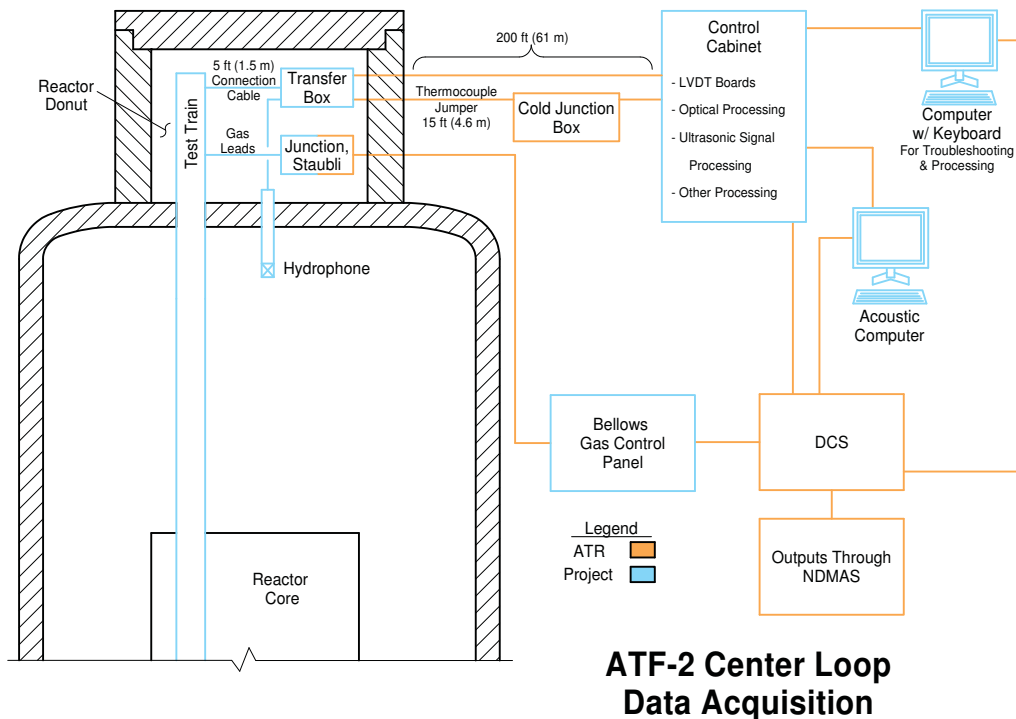 Reactor
Donut
Test Train
5 ft (1.5 m)
Connection
Cable
Gas
Leads
Transfer
Box
Junction,
Staubli
Hydrophone
Reactor
Core
200 ft (61 m)
Thermocouple
Jumper
15 ft (4.6 m)
Cold Junction
Box
Control
Cabinet
- LVDT Boards
- Optical Processing
- Ultrasonic Signal
Processing
- Other Processing
Computer
w/ Keyboard
For Troubleshooting
& Processing
Acoustic
Computer
Bellows
Gas Control
Panel
DCS
Outputs Through
NDMAS
Legend
ATR
Project
ATF-2 Center Loop
Data Acquisition